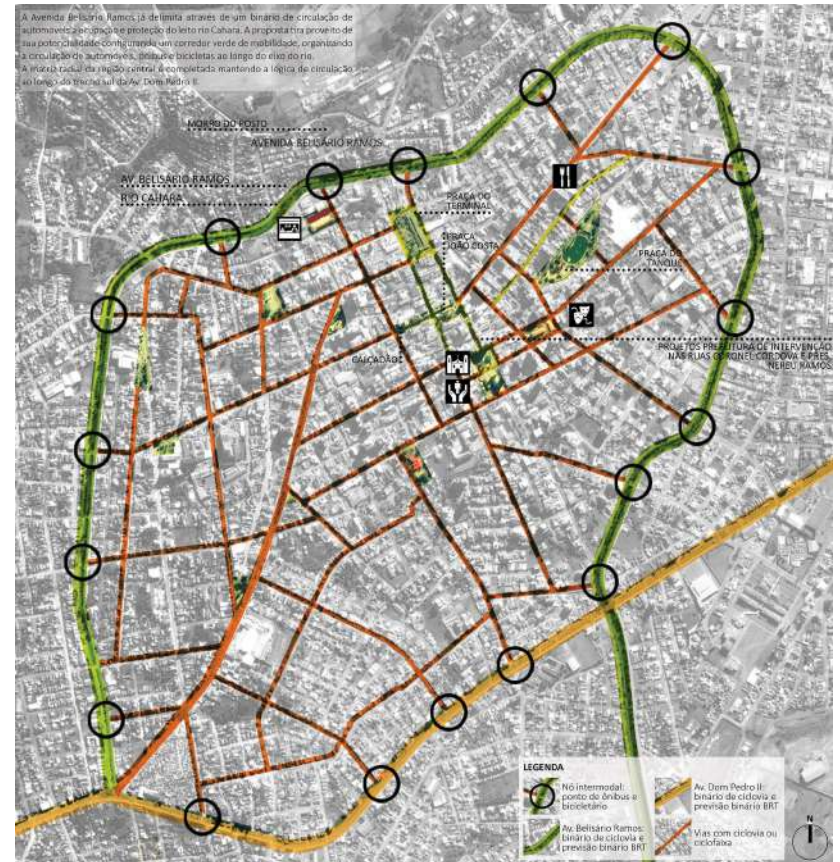 A Avenida Belisário Ramos já delimita através de um binário de circulação de
automóveis a ocupação e proteção do leito rio Cahara. A proposta tira proveito de
sua potencialidade configurando um corredor verde de mobilidade, organizando
a circulação de automóveis, ônibus e bicicletas ao longo do eixo do rio.
A matriz radial da região central é completada mantendo a lógica de circulação
ao longo do trecho sul da Av. Dom Pedro II.
MORRO DO POSTO
AVENIDA BELISÁRIO RAMOS
AV. BELISÁRIO RAMOS
RIO CAHARA
PRAÇA DO
TERMINAL
PRAÇA
JOÃO COSTA
PRAÇA DO
TANQUE
CALÇADÃO
PROJETOS PREFEITURA DE INTERVENÇÃO
NAS RUAS CORONEL CÓRDOVA E PRES.
NEREU RAMOS
LEGENDA
Nó intermodal:
ponto de ônibus e
bicicletário
Av. Belisário Ramos:
binário de ciclovia e
previsão binário BRT
Av. Dom Pedro II:
binário de ciclovia e
previsão binário BRT
Vias com ciclovia ou
ciclofaixa
N